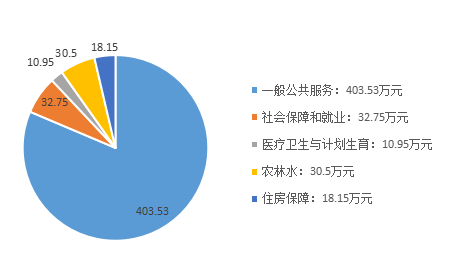 18.15
30.5
10.95
32.75
403.53
一般公共服务：403.53万元
社会保障和就业：32.75万元
医疗卫生与计划生育：10.95万元
农林水：30.5万元
住房保障：18.15万元